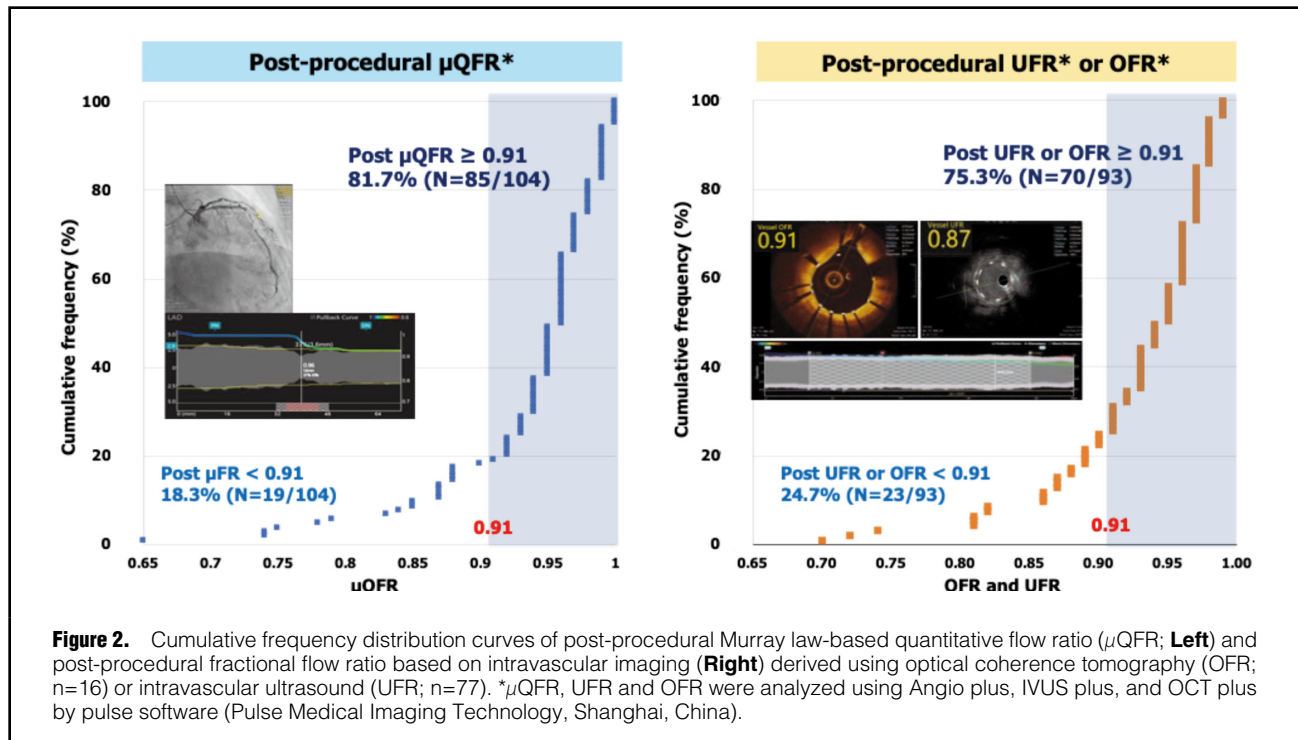 Post-procedural µQFR*
100
80
60
40
20
0
Cumulative frequency (%)
Post µQFR ≥ 0.91
81.7% (N=85/104)
LAD
Post µFR < 0.91
18.3% (N=19/104)
0.91
0.65 0.7 0.75 0.8 0.85 0.9 0.95 1
µQFR
Post-procedural UFR* or OFR*
100
80
60
40
20
0
Cumulative frequency (%)
Post UFR or OFR ≥ 0.91
75.3% (N=70/93)
Vessel OFR
0.91
Vessel UFR
0.87
Post UFR or OFR < 0.91
24.7% (N=23/93)
0.91
0.65 0.70 0.75 0.80 0.85 0.90 0.95 1.00
OFR and UFR
Figure 2. Cumulative frequency distribution curves of post-procedural Murray law-based quantitative flow ratio (µQFR; Left) and
post-procedural fractional flow ratio based on intravascular imaging (Right) derived using optical coherence tomography (OFR;
n=16) or intravascular ultrasound (UFR; n=77). *µQFR, UFR and OFR were analyzed using Angio plus, IVUS plus, and OCT plus
by pulse software (Pulse Medical Imaging Technology, Shanghai, China).